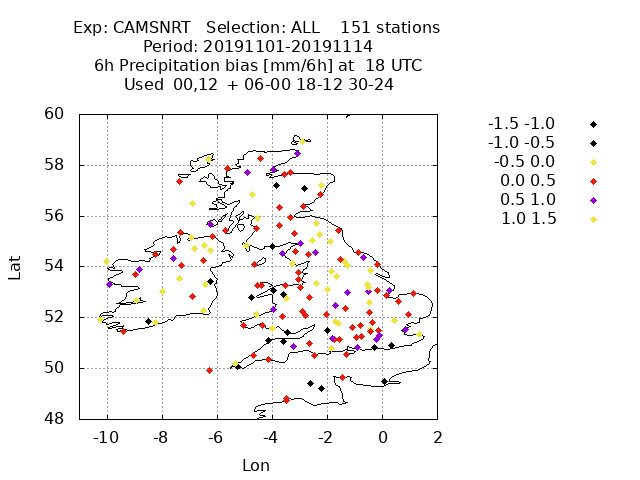 Exp: CAMSNRT Selection: ALL 151 stations
Period: 20191101-20191114
6h Precipitation bias [mm/6h] at 18 UTC
Used 00,12 + 06-00 18-12 30-24
-1.5 -1.0
-1.0 -0.5
-0.5 0.0
0.0 0.5
0.5 1.0
1.0 1.5
60
58
56
54
52
50
48
Lat
-10 -8 -6 -4 -2 0 2
Lon